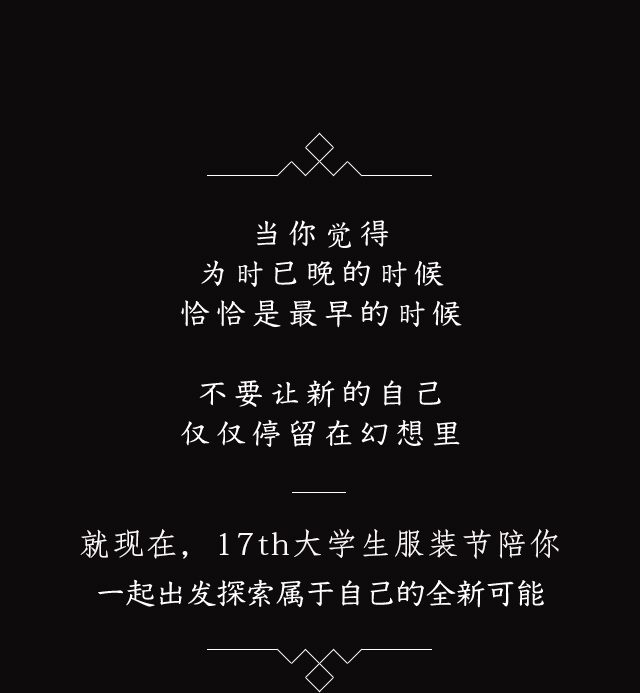 当你觉得
为时已晚的时候
恰恰是最早的时候
不要让新的自己
仅仅停留在幻想里
就现在，17th大学生服装节陪你
一起出发探索属于自己的全新可能